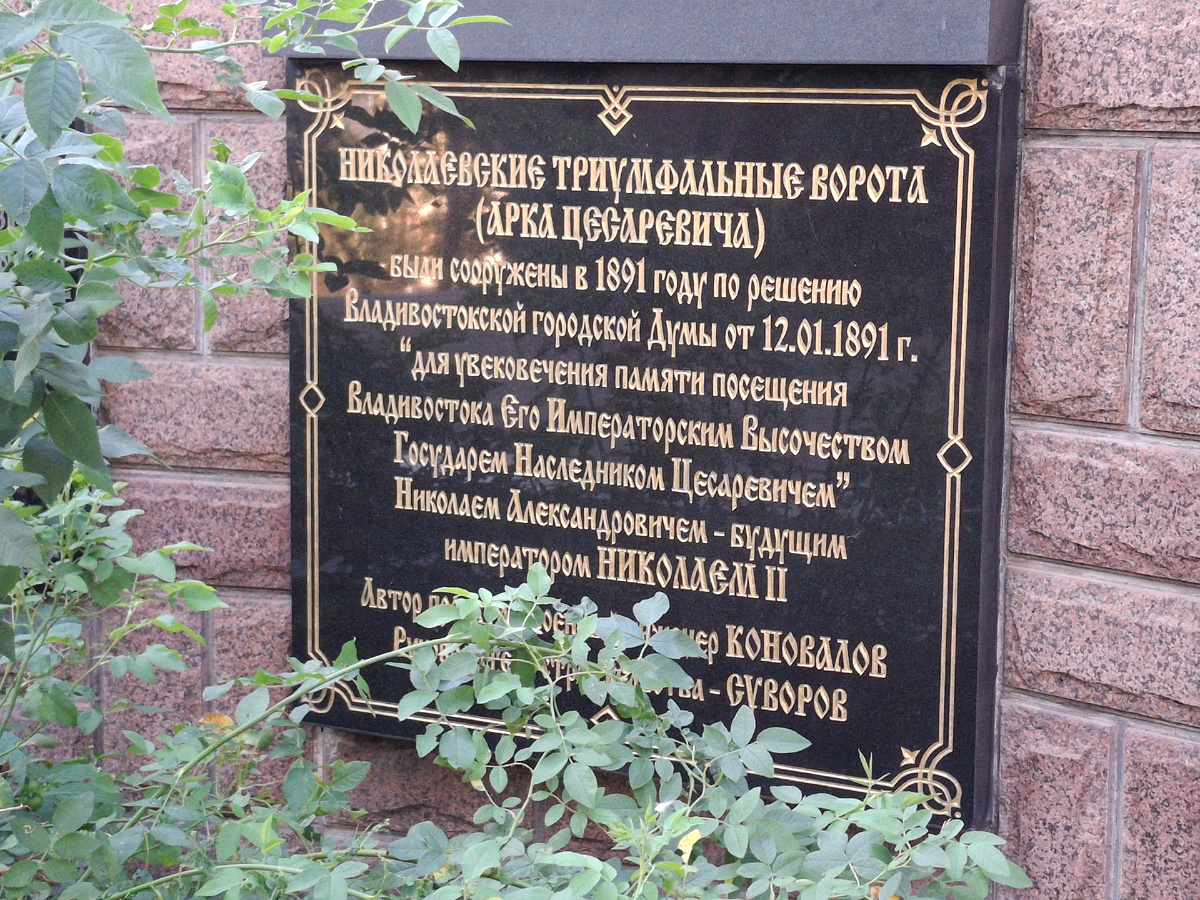 НИКОЛАЕВСКИЕ ТРИУМФАЛЬНЫЕ ВОРОТА
(АРКА ЦЕСАРЕВИЧА)
были сооружены в 1891 году по решению
Владивостокской городской Думы от 12.01.1891 г.
“для увековечения памяти посещения
Владивостока Его Императорским Высочеством
Государем Наследником Цесаревичем”
Николаем Александровичем – будущим
императором НИКОЛАЕМ II
Автор КОНОВАЛОВ
– СУВОРОВ